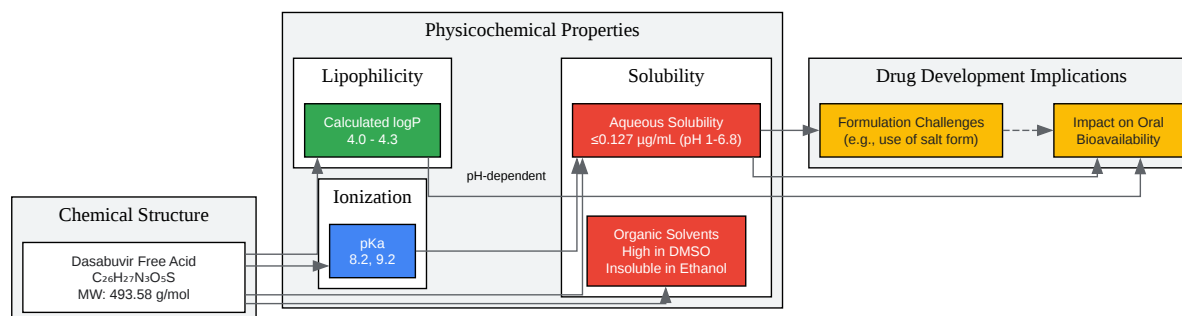 Physicochemical Properties
Lipophilicity
Calculated logP
4.0 - 4.3
Ionization
pKa
8.2, 9.2
pH-dependent
Solubility
Aqueous Solubility
≤0.127 µg/mL (pH 1-6.8)
Organic Solvents
High in DMSO
Insoluble in Ethanol
Drug Development Implications
Formulation Challenges
(e.g., use of salt form)
Impact on Oral
Bioavailability
Chemical Structure
Dasabuvir Free Acid
C₂₆H₂₇N₃O₅S
MW: 493.58 g/mol